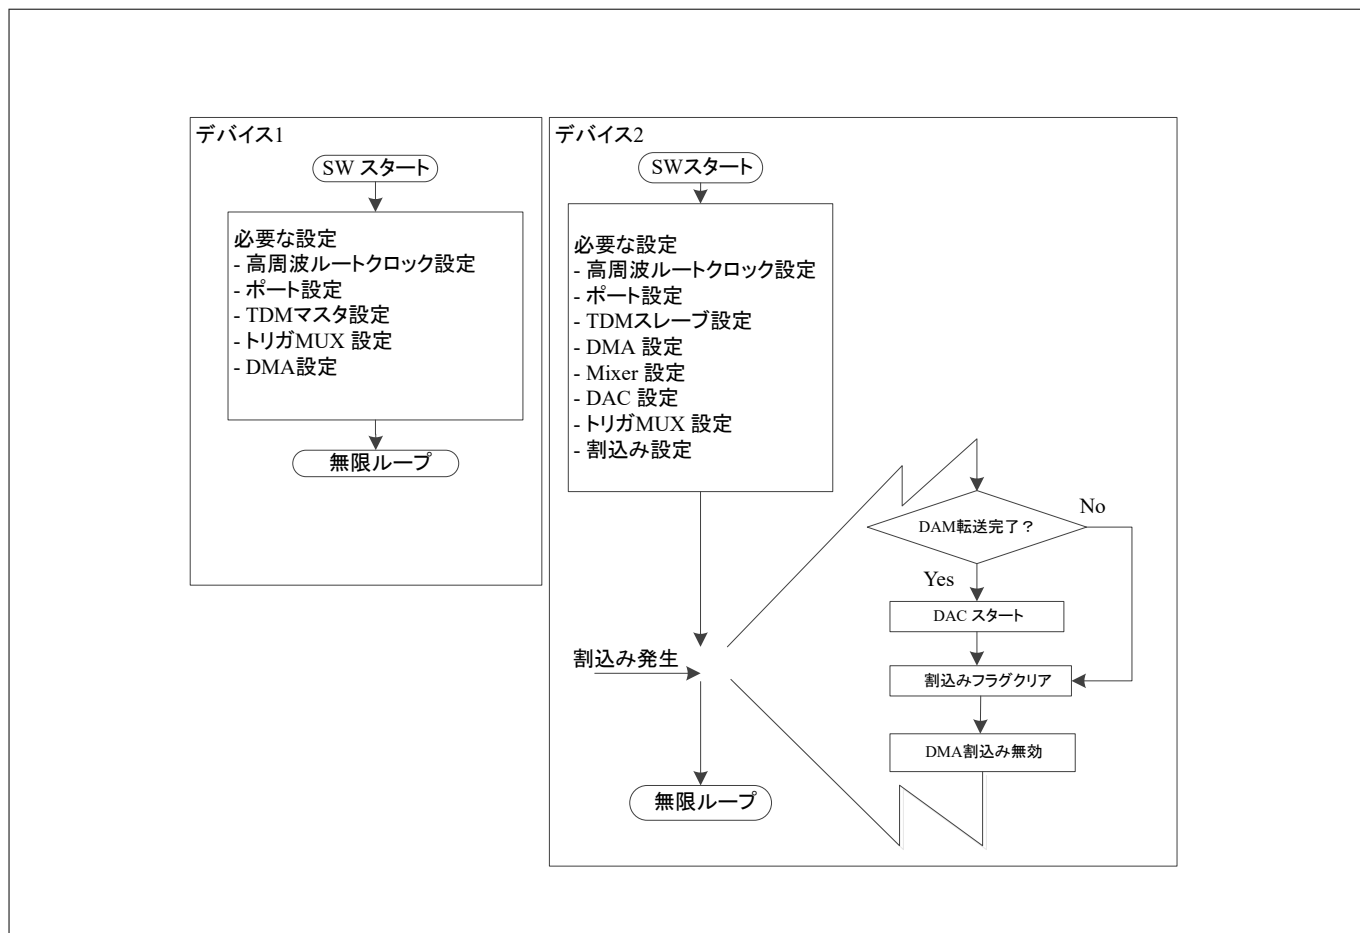 デバイス1
SW スタート
必要な設定
- 高周波ルートクロック設定
- ポート設定
- TDMマスタ設定
- トリガMUX 設定
- DMA設定
無限ループ
デバイス2
SWスタート
必要な設定
- 高周波ルートクロック設定
- ポート設定
- TDMスレーブ設定
- DMA 設定
- Mixer 設定
- DAC 設定
- トリガMUX 設定
- 割込み設定
割込み発生
無限ループ
DAM転送完了？
No
Yes
DAC スタート
割込みフラグクリア
DMA割込み無効